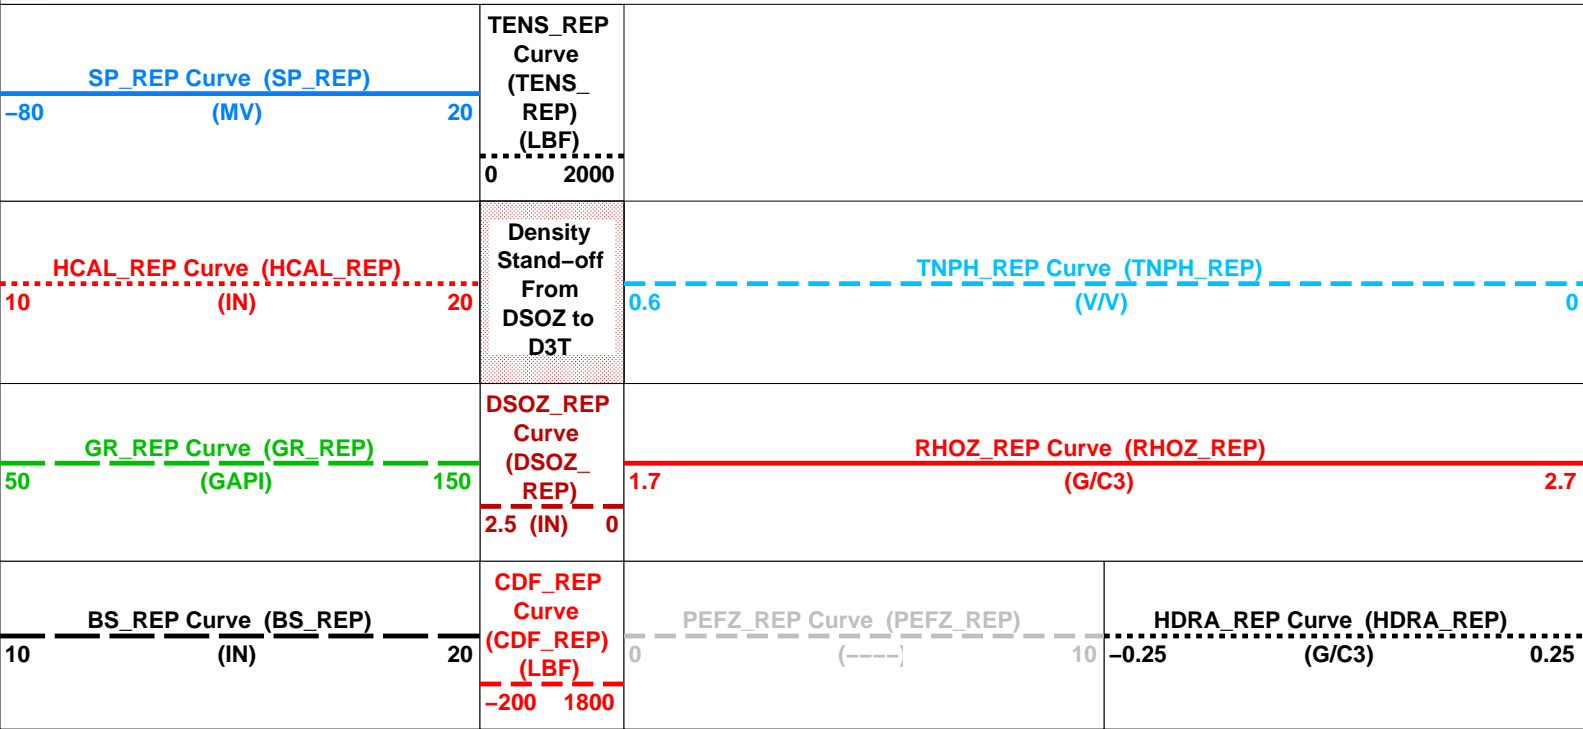 SP_REP Curve (SP_REP)
−80 (MV) 20
TENS_REP
Curve
(TENS_
REP)
(LBF)
0 2000
HCAL_REP Curve (HCAL_REP)
10 (IN) 20
Density
Stand−off
From
DSOZ to
D3T
TNPH_REP Curve (TNPH_REP)
0.6 (V/V) 0
GR_REP Curve (GR_REP)
50 (GAPI) 150
DSOZ_REP
Curve
(DSOZ_
REP)
2.5 (IN) 0
RHOZ_REP Curve (RHOZ_REP)
1.7 (G/C3) 2.7
BS_REP Curve (BS_REP)
10 (IN) 20
CDF_REP
Curve
(CDF_REP)
(LBF)
−200 1800
PEFZ_REP Curve (PEFZ_REP)
0 (−−−−) 10
HDRA_REP Curve (HDRA_REP)
−0.25 (G/C3) 0.25